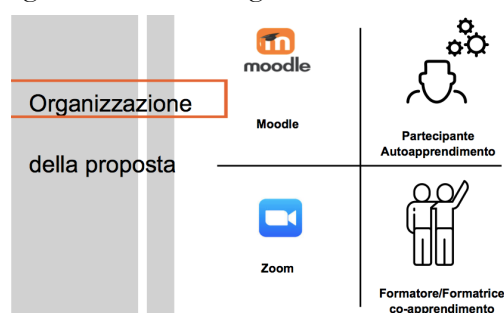 Organizzazione
della proposta
moodle
Moodle
Partecipante
Autoapprendimento
Zoom
Formatore/Formatrice
co-apprendimento